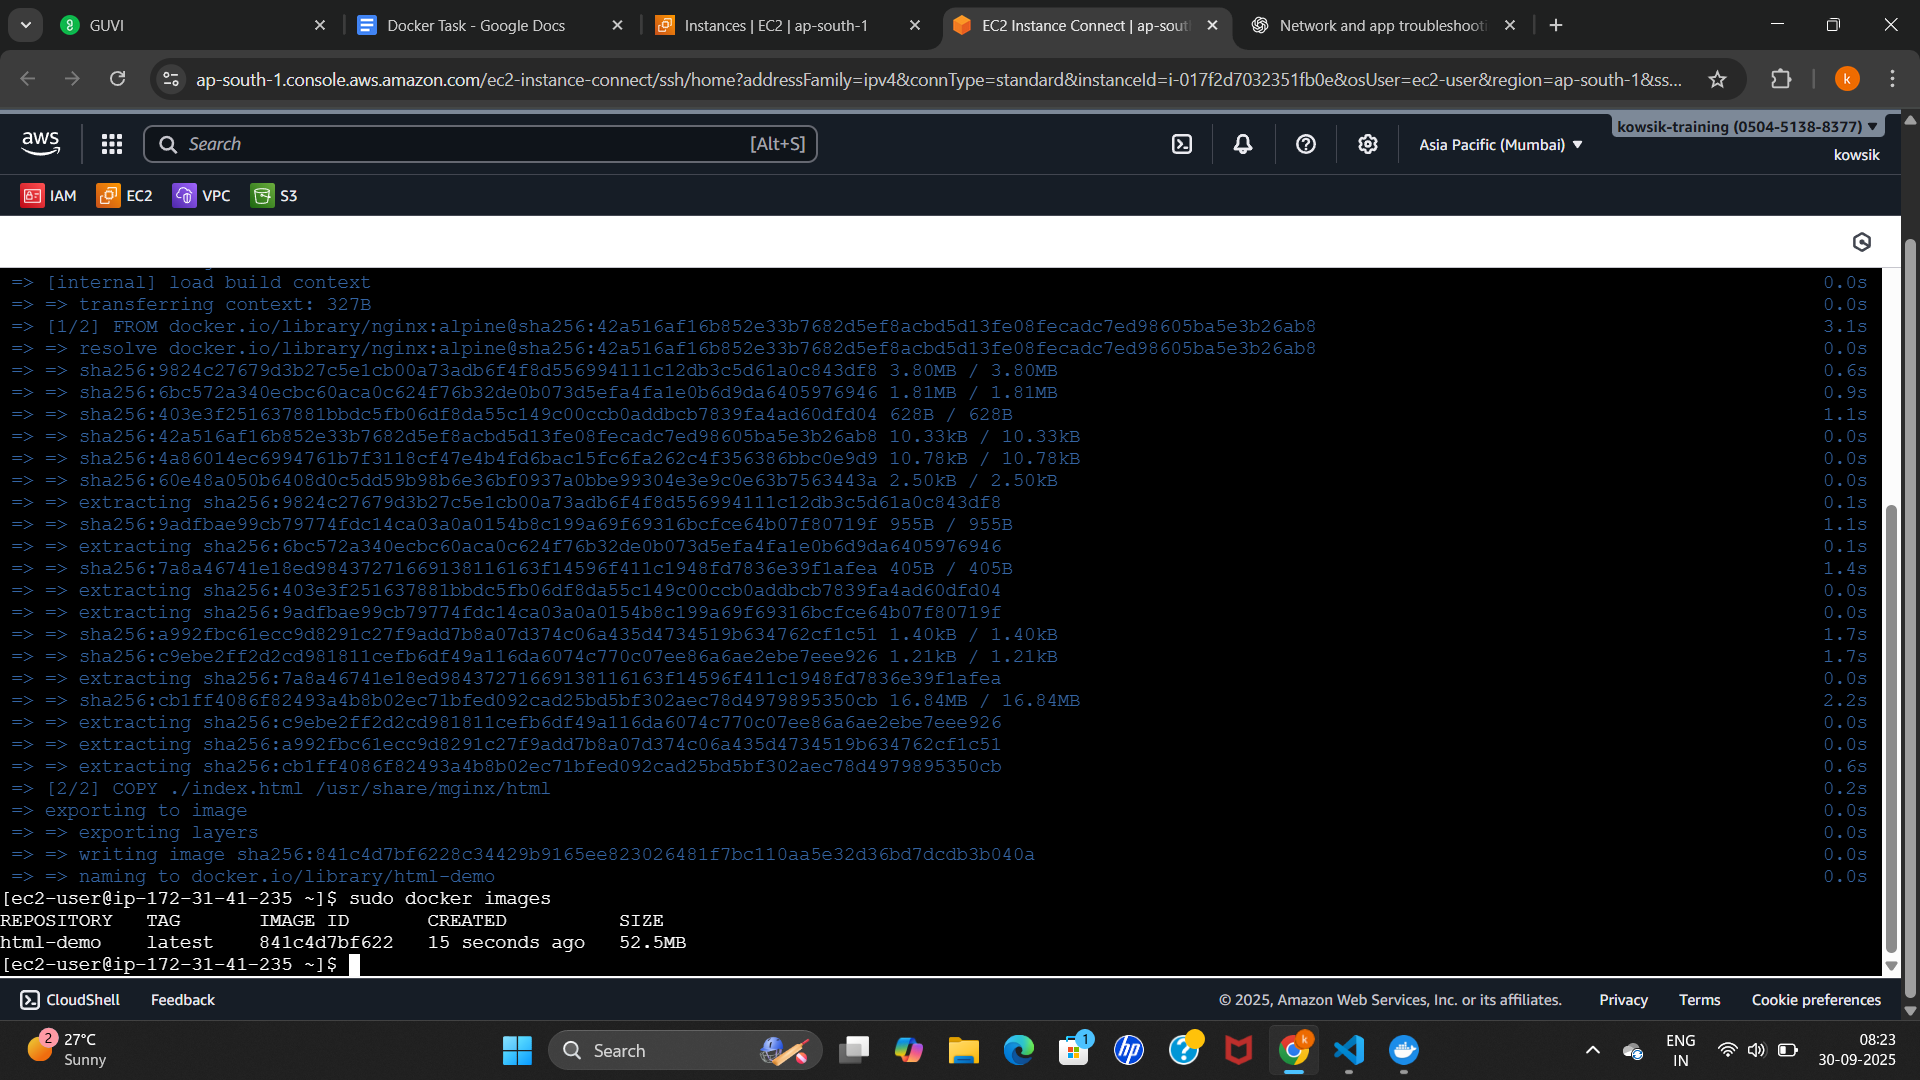 GUVI
Docker Task - Google Docs
Instances | EC2 | ap-south-1
EC2 Instance Connect | ap-sout
Network and app troubleshooti
ap-south-1.console.aws.amazon.com/ec2-instance-connect/ssh/home?addressFamily=ipv4&connType=standard&instanceId=i-017f2d7032351fb0e&osUser=ec2-user&region=ap-south-1&ss...
k
aws
Search
[Alt+S]
Asia Pacific (Mumbai)
kowsik-training (0504-5138-8377)
kowsik
IAM
EC2
VPC
S3
=> [internal] load build context 0.0s
=> => transferring context: 327B 0.0s
=> [1/2] FROM docker.io/library/nginx:alpine@sha256:42a516af16b852e33b7682d5ef8acbd5d13fe08fecadc7ed98605ba5e3b26ab8 3.1s
=> => resolve docker.io/library/nginx:alpine@sha256:42a516af16b852e33b7682d5ef8acbd5d13fe08fecadc7ed98605ba5e3b26ab8 0.0s
=> => sha256:9824c27679d3b27c5e1cb00a73adb6f4f8d556994111c12db3c5d61a0c843df8 3.80MB / 3.80MB 0.6s
=> => sha256:6bc572a340ecbc60aca0c624f76b32de0b073d5efa4fa1e0b6d9da6405976946 1.81MB / 1.81MB 0.9s
=> => sha256:403e3f251637881bbdc5fb06df8da55c149c00ccb0addbcb7839fa4ad60dfd04 628B / 628B 1.1s
=> => sha256:42a516af16b852e33b7682d5ef8acbd5d13fe08fecadc7ed98605ba5e3b26ab8 10.33kB / 10.33kB 0.0s
=> => sha256:4a86014ec6994761b7f3118cf47e4b4fd6bac15fc6fa262c4f356386bbc0e9d9 10.78kB / 10.78kB 0.0s
=> => sha256:60e48a050b6408d0c5dd59b98b6e36bf0937a0bbe99304e3e9c0e63b7563443a 2.50kB / 2.50kB 0.0s
=> => extracting sha256:9824c27679d3b27c5e1cb00a73adb6f4f8d556994111c12db3c5d61a0c843df8 0.1s
=> => sha256:9adfbae99cb79774fdc14ca03a0a0154b8c199a69f69316bcfce64b07f80719f 955B / 955B 1.1s
=> => extracting sha256:6bc572a340ecbc60aca0c624f76b32de0b073d5efa4fa1e0b6d9da6405976946 0.1s
=> => sha256:7a8a46741e18ed98437271669138116163f14596f411c1948fd7836e39f1afea 405B / 405B 1.4s
=> => extracting sha256:403e3f251637881bbdc5fb06df8da55c149c00ccb0addbcb7839fa4ad60dfd04 0.0s
=> => extracting sha256:9adfbae99cb79774fdc14ca03a0a0154b8c199a69f69316bcfce64b07f80719f 0.0s
=> => sha256:a992fbc61ecc9d8291c27f9add7b8a07d374c06a435d4734519b634762cf1c51 1.40kB / 1.40kB 1.7s
=> => sha256:c9ebe2ff2d2cd981811cefb6df49a116da6074c770c07ee86a6ae2ebe7eee926 1.21kB / 1.21kB 1.7s
=> => extracting sha256:7a8a46741e18ed98437271669138116163f14596f411c1948fd7836e39f1afea 0.0s
=> => sha256:cb1ff4086f82493a4b8b02ec71bfed092cad25bd5bf302aec78d4979895350cb 16.84MB / 16.84MB 2.2s
=> => extracting sha256:c9ebe2ff2d2cd981811cefb6df49a116da6074c770c07ee86a6ae2ebe7eee926 0.0s
=> => extracting sha256:a992fbc61ecc9d8291c27f9add7b8a07d374c06a435d4734519b634762cf1c51 0.0s
=> => extracting sha256:cb1ff4086f82493a4b8b02ec71bfed092cad25bd5bf302aec78d4979895350cb 0.6s
=> [2/2] COPY ./index.html /usr/share/mginx/html 0.2s
=> exporting to image 0.0s
=> => exporting layers 0.0s
=> => writing image sha256:841c4d7bf6228c34429b9165ee823026481f7bc110aa5e32d36bd7dcdb3b040a 0.0s
=> => naming to docker.io/library/html-demo 0.0s
[ec2-user@ip-172-31-41-235 ~]$ sudo docker images
REPOSITORY TAG IMAGE ID CREATED SIZE
html-demo latest 841c4d7bf622 15 seconds ago 52.5MB
[ec2-user@ip-172-31-41-235 ~]$
CloudShell
Feedback
© 2025, Amazon Web Services, Inc. or its affiliates.
Privacy
Terms
Cookie preferences
2
27°C
Sunny
Search
1
hp
k
ENG
IN
08:23
30-09-2025